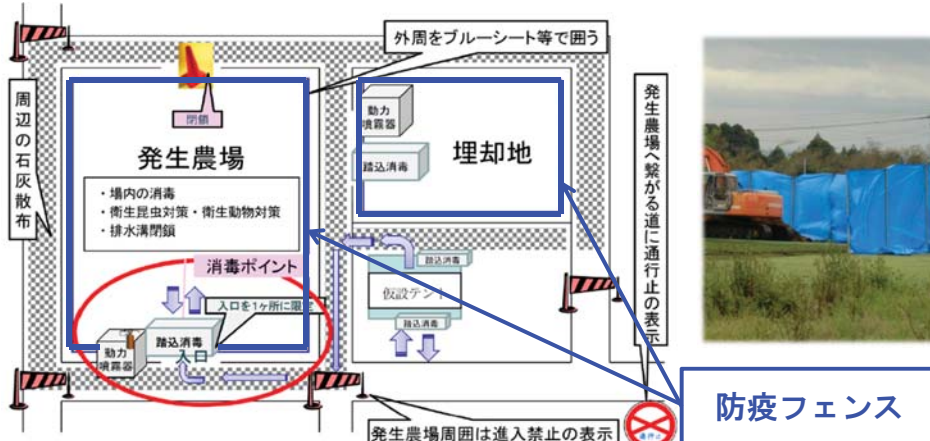 外周をブルーシート等で囲う
周辺の石灰散布
閉鎖
発生農場
・場内の消毒
・衛生昆虫対策・衛生動物対策
・排水溝閉鎖
消毒ポイント
入口を1ヶ所に限定
踏込消毒
入口
動力
噴霧器
動力
噴霧器
踏込消毒
埋却地
踏込消毒
仮設テント
踏込消毒
発生農場へ繋がる道に通行止の表示
発生農場周囲は進入禁止の表示
通行止
防疫フェンス